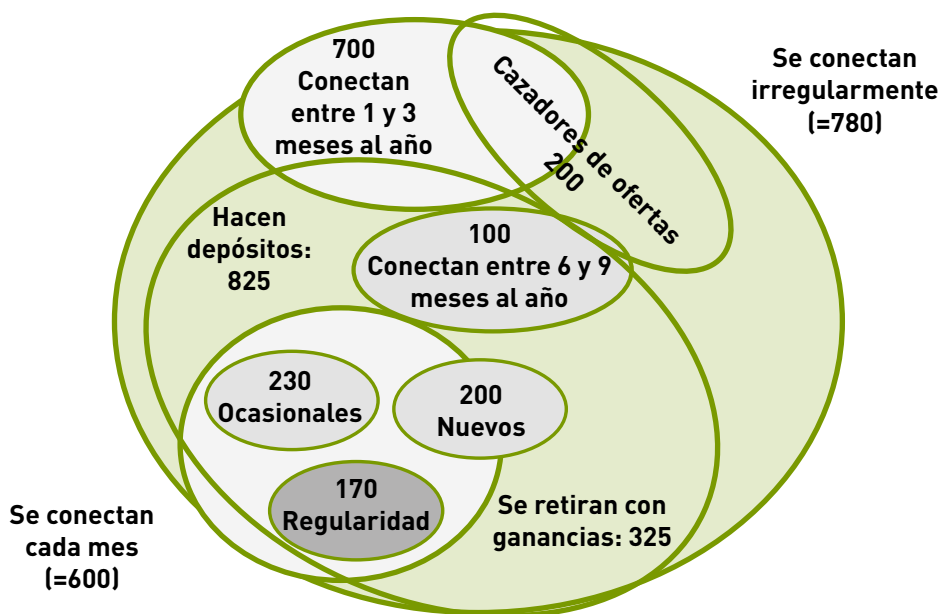 700
Conectan
entre 1 y 3
meses al año
Cazadores de ofertas
200
Se conectan
irregularmente
(=780)
Hacen
depósitos:
825
100
Conectan entre 6 y 9
meses al año
230
Ocasionales
200
Nuevos
170
Regularidad
Se retiran con
ganancias: 325
Se conectan
cada mes
(=600)